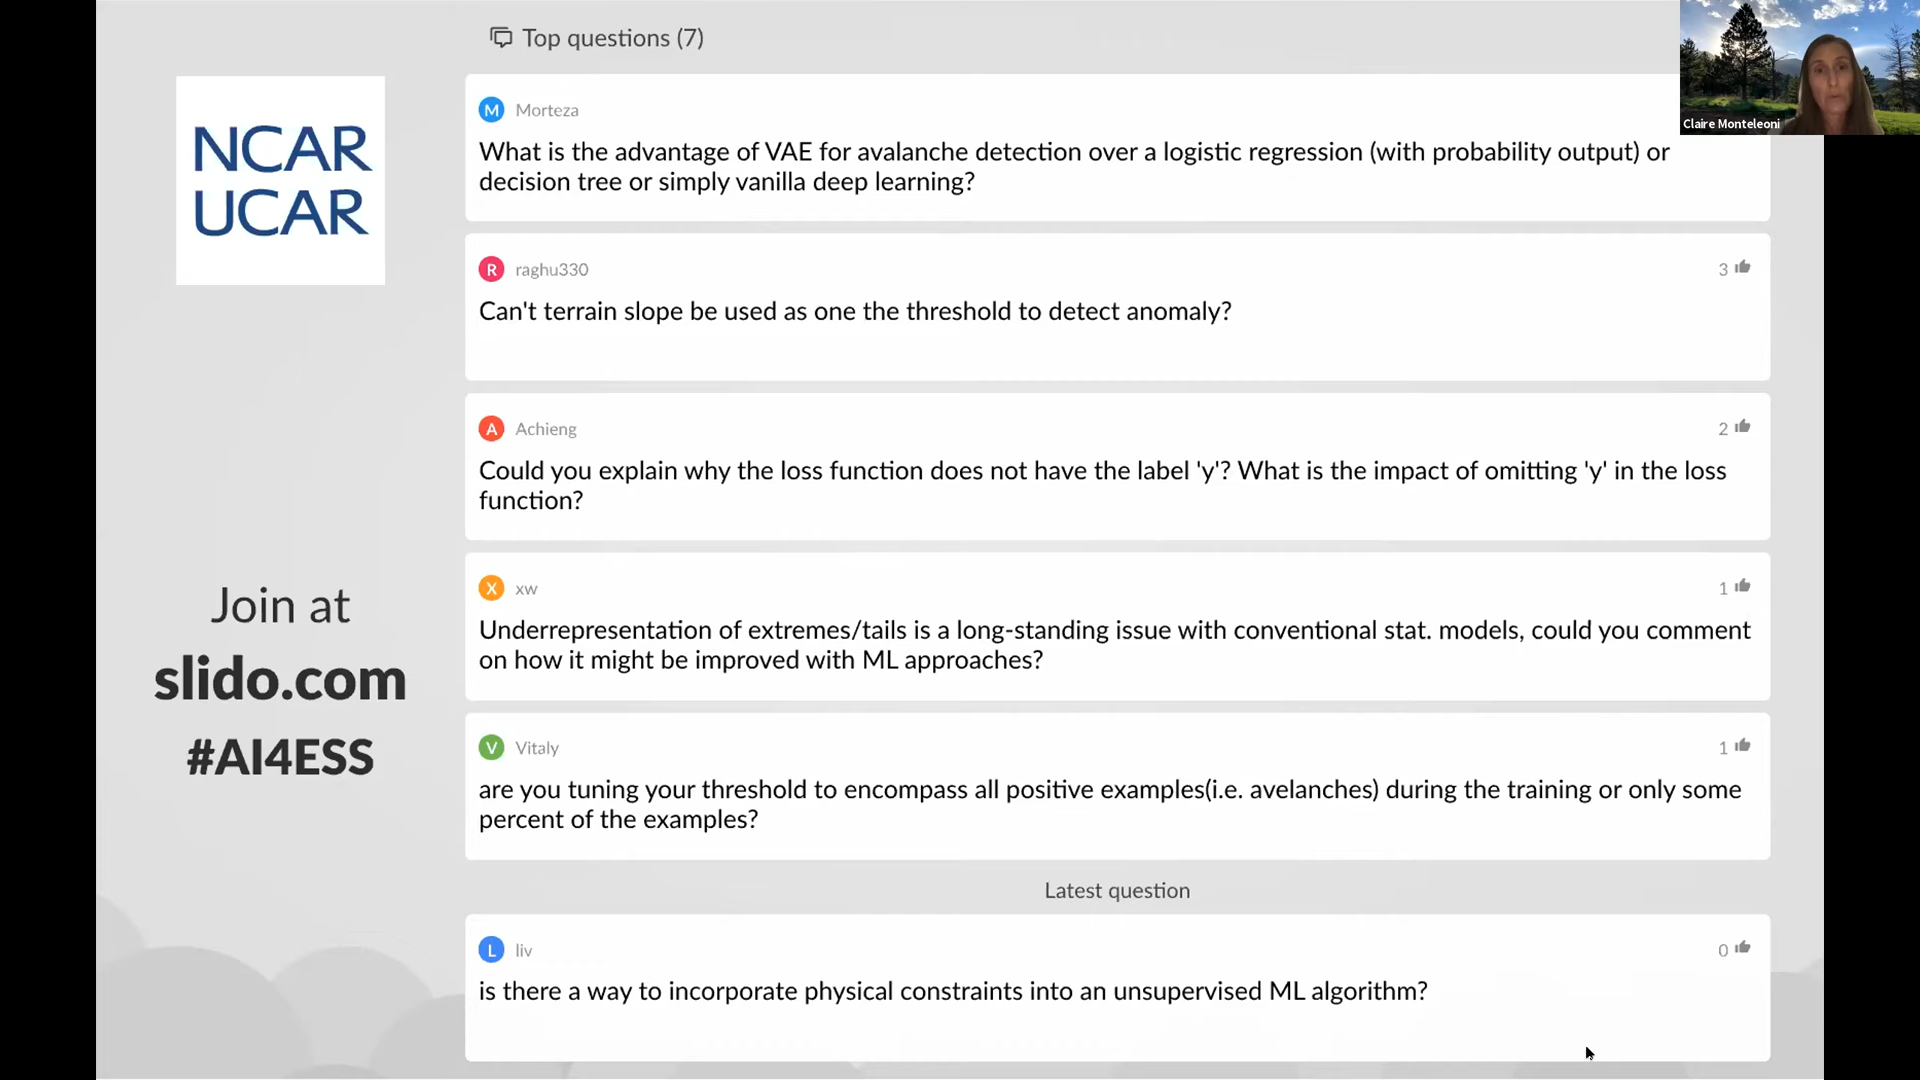 Top questions (7)
NCAR
UCAR
M Morteza
What is the advantage of VAE for avalanche detection over a logistic regression (with probability output) or
decision tree or simply vanilla deep learning?
Claire Monteleoni
R raghu330
3
Can't terrain slope be used as one the threshold to detect anomaly?
A Achieng
2
Could you explain why the loss function does not have the label 'y'? What is the impact of omitting 'y' in the loss
function?
X xw
1
Underrepresentation of extremes/tails is a long-standing issue with conventional stat. models, could you comment
on how it might be improved with ML approaches?
V Vitaly
1
are you tuning your threshold to encompass all positive examples(i.e. avelanches) during the training or only some
percent of the examples?
Join at
slido.com
#AI4ESS
Latest question
L liv
0
is there a way to incorporate physical constraints into an unsupervised ML algorithm?